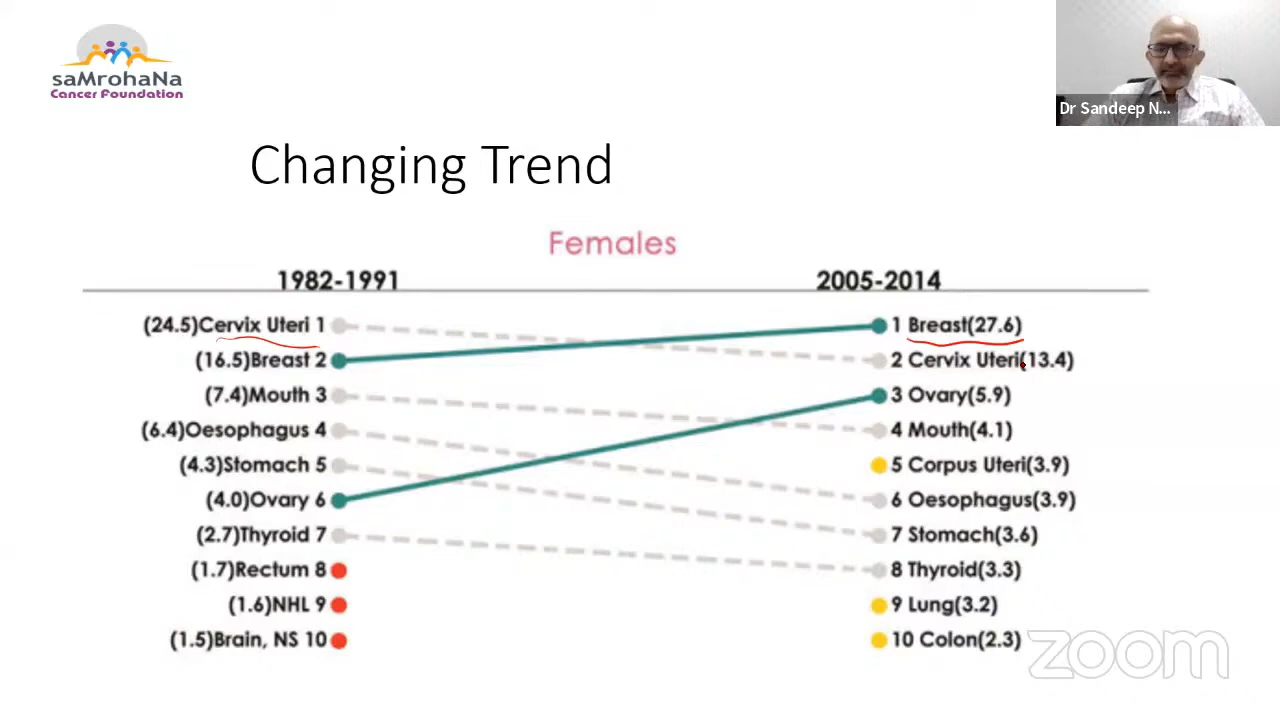 saMrohaNa
Cancer Foundation
Dr Sandeep N...
Changing Trend
Females
1982-1991 2005-2014
(24.5)Cervix Uteri 1 1 Breast(27.6)
(16.5)Breast 2 2 Cervix Uteri(13.4)
(7.4)Mouth 3 3 Ovary(5.9)
(6.4)Oesophagus 4 4 Mouth(4.1)
(4.3)Stomach 5 5 Corpus Uteri(3.9)
(4.0)Ovary 6 6 Oesophagus(3.9)
(2.7)Thyroid 7 7 Stomach(3.6)
(1.7)Rectum 8 8 Thyroid(3.3)
(1.6)NHL 9 9 Lung(3.2)
(1.5)Brain, NS 10 10 Colon(2.3)
zoom